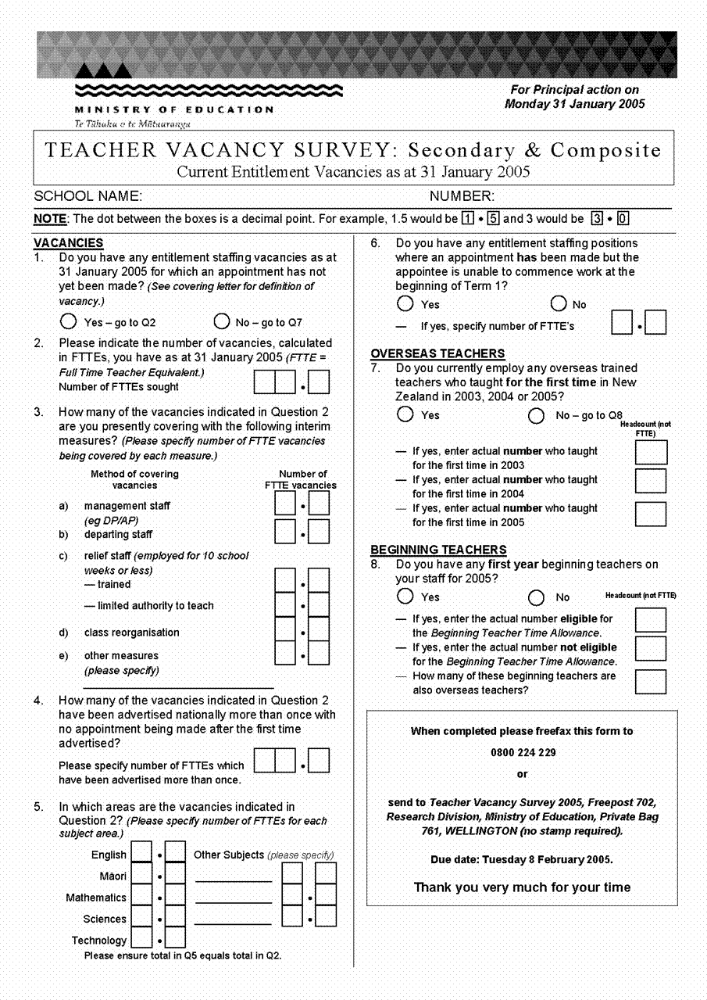 For Principal action on
Monday 31 January 2005
MINISTRY OF EDUCATION
Te Tāhuhu o te Mātauranga
TEACHER VACANCY SURVEY: Secondary & Composite
Current Entitlement Vacancies as at 31 January 2005
SCHOOL NAME: NUMBER:
NOTE: The dot between the boxes is a decimal point. For example, 1.5 would be 1 • 5 and 3 would be 3 • 0
VACANCIES
1. Do you have any entitlement staffing vacancies as at
31 January 2005 for which an appointment has not
yet been made? (See covering letter for definition of
vacancy.)
Yes – go to Q2 No – go to Q7
2. Please indicate the number of vacancies, calculated
in FTTEs, you have as at 31 January 2005 (FTTE =
Full Time Teacher Equivalent.)
Number of FTTEs sought •
3. How many of the vacancies indicated in Question 2
are you presently covering with the following interim
measures? (Please specify number of FTTE vacancies
being covered by each measure.)
Method of covering Number of
vacancies FTTE vacancies
a) management staff •
(eg DP/AP)
b) departing staff •
c) relief staff (employed for 10 school
weeks or less)
— trained •
— limited authority to teach •
d) class reorganisation •
e) other measures •
(please specify)
4. How many of the vacancies indicated in Question 2
have been advertised nationally more than once with
no appointment being made after the first time
advertised?
Please specify number of FTTEs which •
have been advertised more than once.
5. In which areas are the vacancies indicated in
Question 2? (Please specify number of FTTEs for each
subject area.)
English • Other Subjects (please specify)
Māori •
Mathematics • •
Sciences • •
Technology •
Please ensure total in Q5 equals total in Q2.
6. Do you have any entitlement staffing positions
where an appointment has been made but the
appointee is unable to commence work at the
beginning of Term 1?
Yes No
— If yes, specify number of FTTE's •
OVERSEAS TEACHERS
7. Do you currently employ any overseas trained
teachers who taught for the first time in New
Zealand in 2003, 2004 or 2005?
Yes No – go to Q8
Headcount (not
FTTE)
— If yes, enter actual number who taught
for the first time in 2003
— If yes, enter actual number who taught
for the first time in 2004
— If yes, enter actual number who taught
for the first time in 2005
BEGINNING TEACHERS
8. Do you have any first year beginning teachers on
your staff for 2005?
Yes No Headcount (not FTTE)
— If yes, enter the actual number eligible for
the Beginning Teacher Time Allowance.
— If yes, enter the actual number not eligible
for the Beginning Teacher Time Allowance.
— How many of these beginning teachers are
also overseas teachers?
When completed please freefax this form to
0800 224 229
or
send to Teacher Vacancy Survey 2005, Freepost 702,
Research Division, Ministry of Education, Private Bag
761, WELLINGTON (no stamp required).
Due date: Tuesday 8 February 2005.
Thank you very much for your time